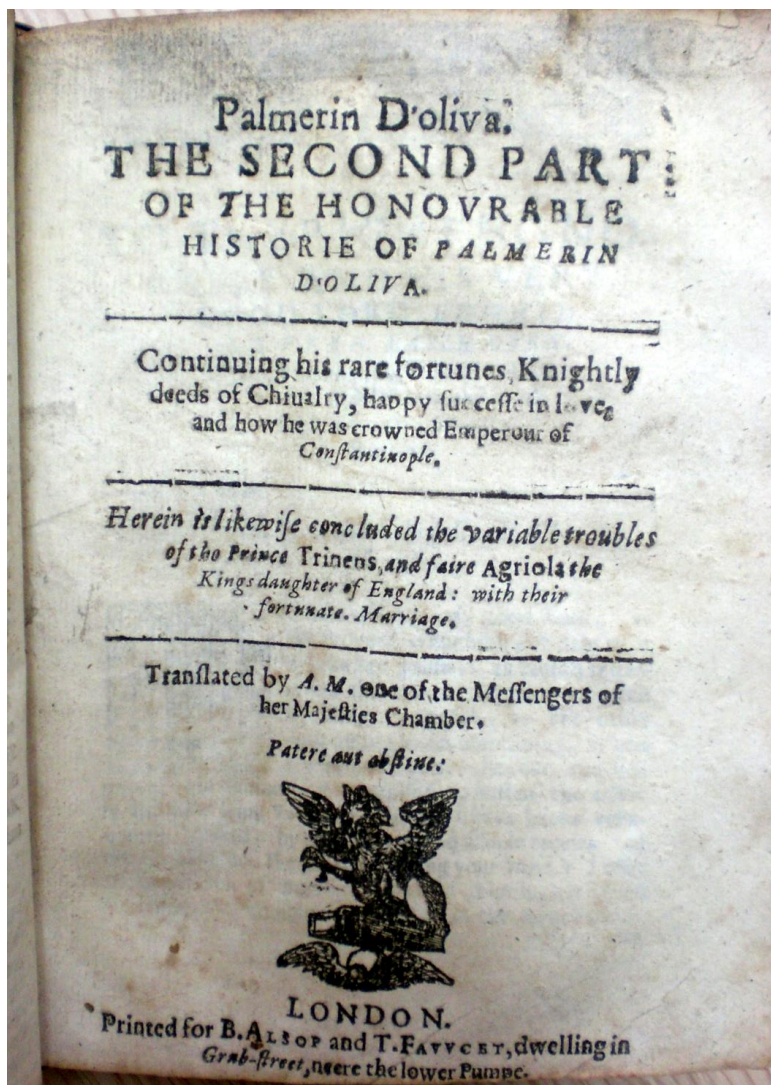 Palmerin D'oliva.
THE SECOND PART
OF THE HONOVRABLE
HISTORIE OF PALMERIN
D'OLIVA.
Continuing his rare fortunes, Knightly
deeds of Chiualry, happy ſucceſſe in love,
and how he was crowned Emperour of
Conſtantinople.
Herein is likewiſe concluded the variable troubles
of the Prince Trineus, and faire Agriola the
Kings daughter of England: with their
fortunate. Marriage.
Tranſlated by A. M. one of the Meſſengers of
her Majeſties Chamber.
Patere aut abſtine:
LONDON.
Printed for B. ALSOP and T. FAVVCET, dwelling in
Grub-ſtreet, neere the lower Pumpe.